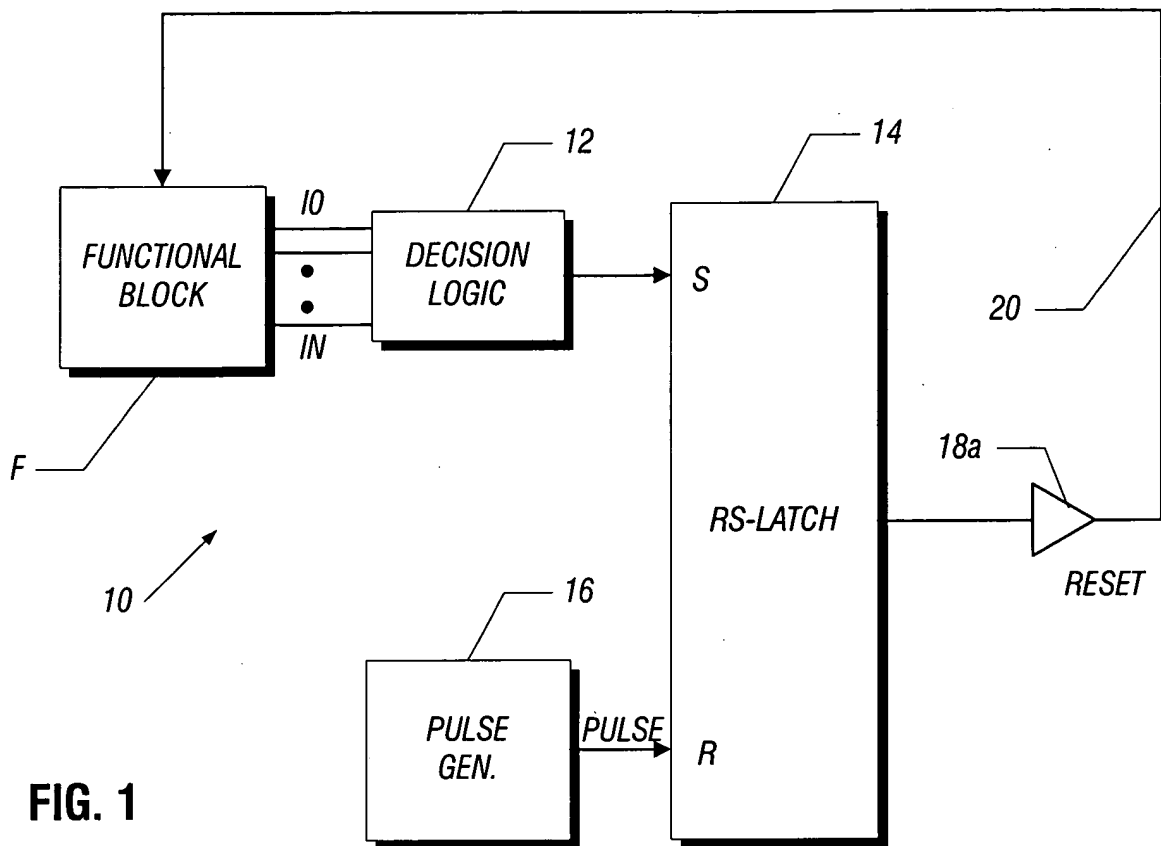 12
14
I0
FUNCTIONAL
BLOCK
DECISION
LOGIC
S
20
IN
F
18a
RS-LATCH
10
RESET
16
PULSE
GEN.
PULSE
R
FIG. 1